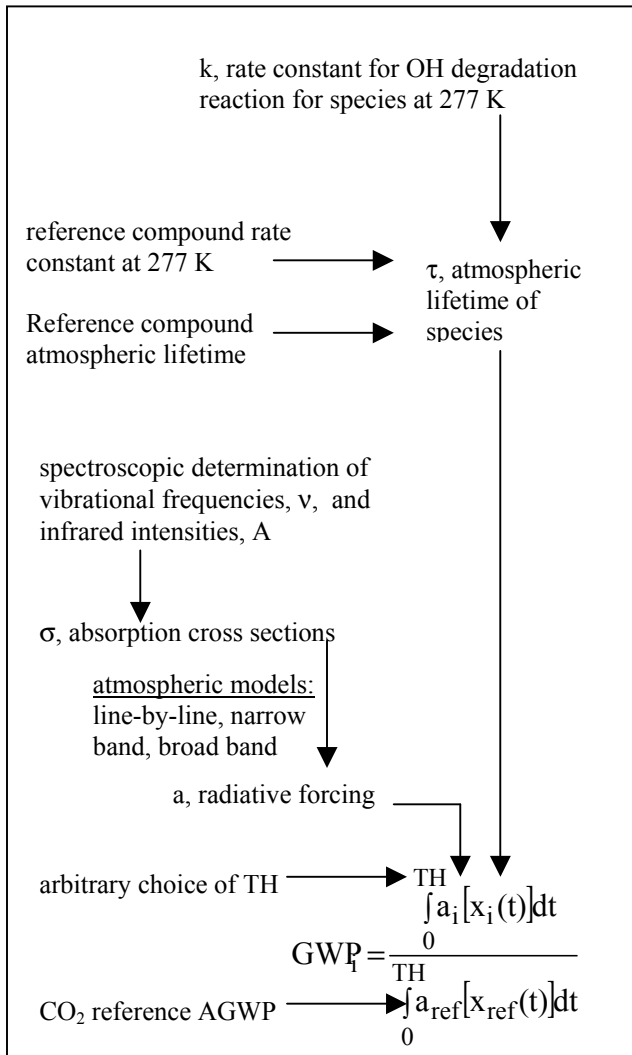 k, rate constant for OH degradation
reaction for species at 277 K
reference compound rate
constant at 277 K
τ, atmospheric
lifetime of
species
Reference compound
atmospheric lifetime
spectroscopic determination of
vibrational frequencies, ν, and
infrared intensities, A
σ, absorption cross sections
atmospheric models:
line-by-line, narrow
band, broad band
a, radiative forcing
arbitrary choice of TH
TH
∫ a_i[x_i(t)]dt
0
GWP_i =
TH
∫ a_ref[x_ref(t)]dt
0
CO₂ reference AGWP